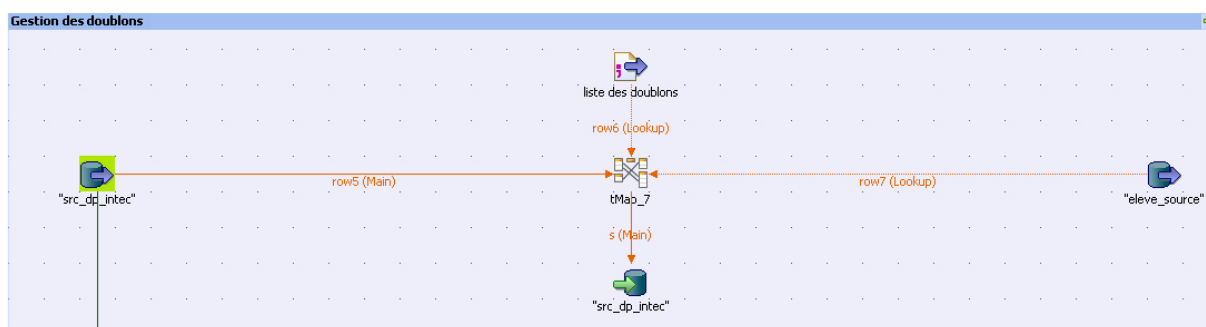 Gestion des doublons
liste des doublons
row6 (Lookup)
row5 (Main)
row7 (Lookup)
"src_dp_intec"
tMap_7
"eleve_source"
s (Main)
"src_dp_intec"